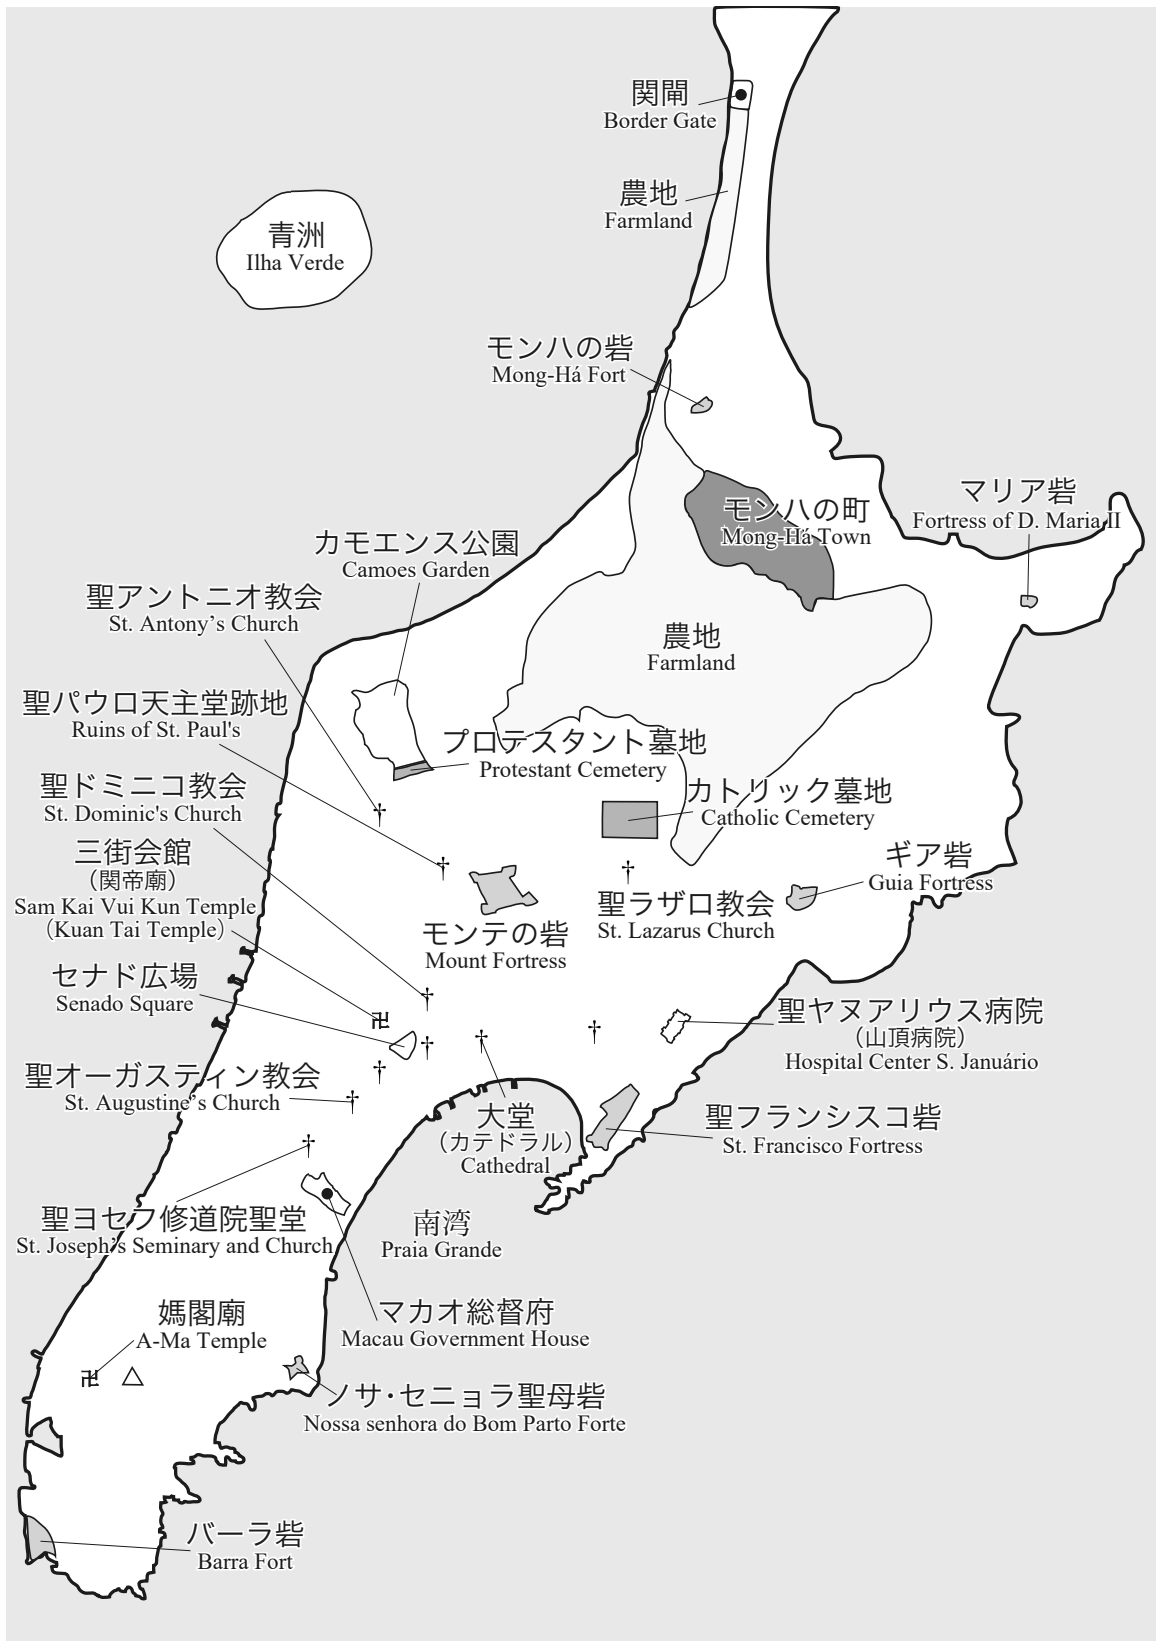 関閘
Border Gate
農地
Farmland
青洲
Ilha Verde
モンハの砦
Mong-Há Fort
モンハの町
Mong-Há Town
マリア砦
Fortress of D. Maria II
カモエンス公園
Camoes Garden
聖アントニオ教会
St. Antony’s Church
農地
Farmland
聖パウロ天主堂跡地
Ruins of St. Paul's
プロテスタント墓地
Protestant Cemetery
聖ドミニコ教会
St. Dominic's Church
カトリック墓地
Catholic Cemetery
三街会館
（関帝廟）
Sam Kai Vui Kun Temple
（Kuan Tai Temple）
ギア砦
Guia Fortress
聖ラザロ教会
St. Lazarus Church
モンテの砦
Mount Fortress
セナド広場
Senado Square
聖ヤヌアリウス病院
（山頂病院）
Hospital Center S. Januário
聖オーガスティン教会
St. Augustine’s Church
大堂
（カテドラル）
Cathedral
聖フランシスコ砦
St. Francisco Fortress
聖ヨセフ修道院聖堂
St. Joseph’s Seminary and Church
南湾
Praia Grande
媽閣廟
A-Ma Temple
マカオ総督府
Macau Government House
ノサ･セニョラ聖母砦
Nossa senhora do Bom Parto Forte
バーラ砦
Barra Fort